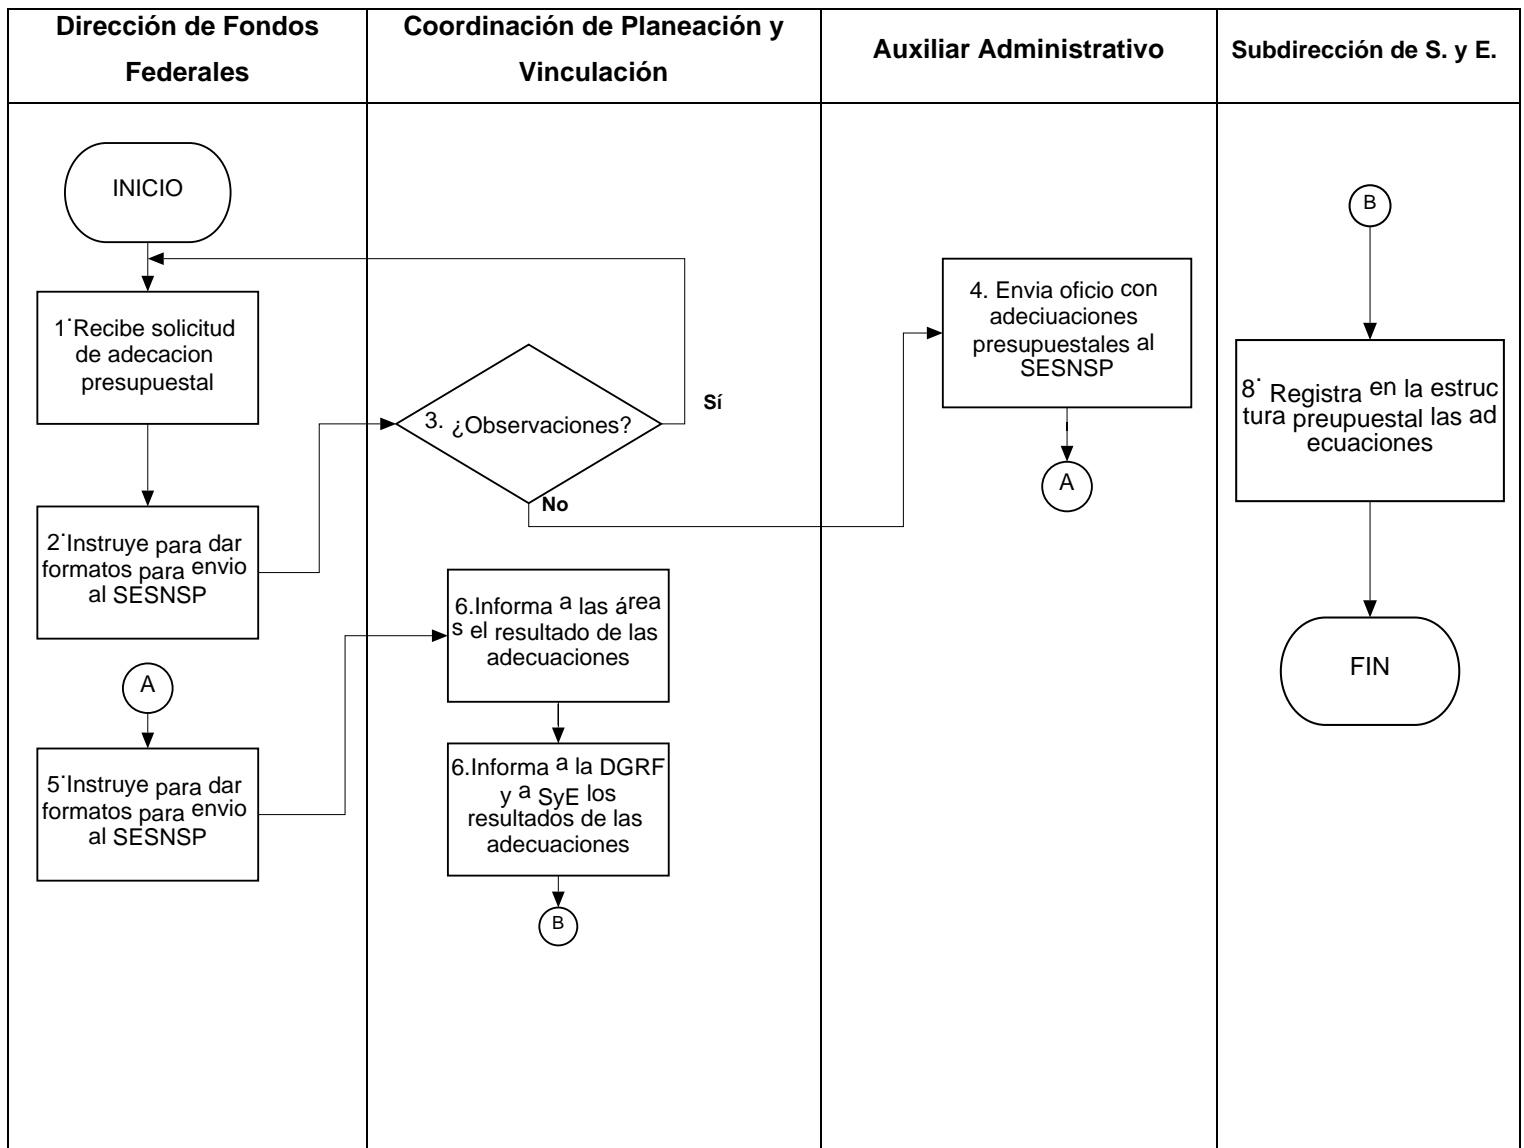 Dirección de Fondos
Federales
Coordinación de Planeación y
Vinculación
Auxiliar Administrativo
Subdirección de S. y E.
INICIO
1.Recibe solicitud
de adecacion
presupuestal
2.Instruye para dar
formatos para envio
al SESNSP
A
5.Instruye para dar
formatos para envio
al SESNSP
3. ¿Observaciones?
Sí
No
6.Informa a las área
s el resultado de las
adecuaciones
6.Informa a la DGRF
y a SyE los
resultados de las
adecuaciones
B
4. Envia oficio con
adeciuaciones
presupuestales al
SESNSP
A
B
8. Registra en la estruc
tura preupuestal las ad
ecuaciones
FIN